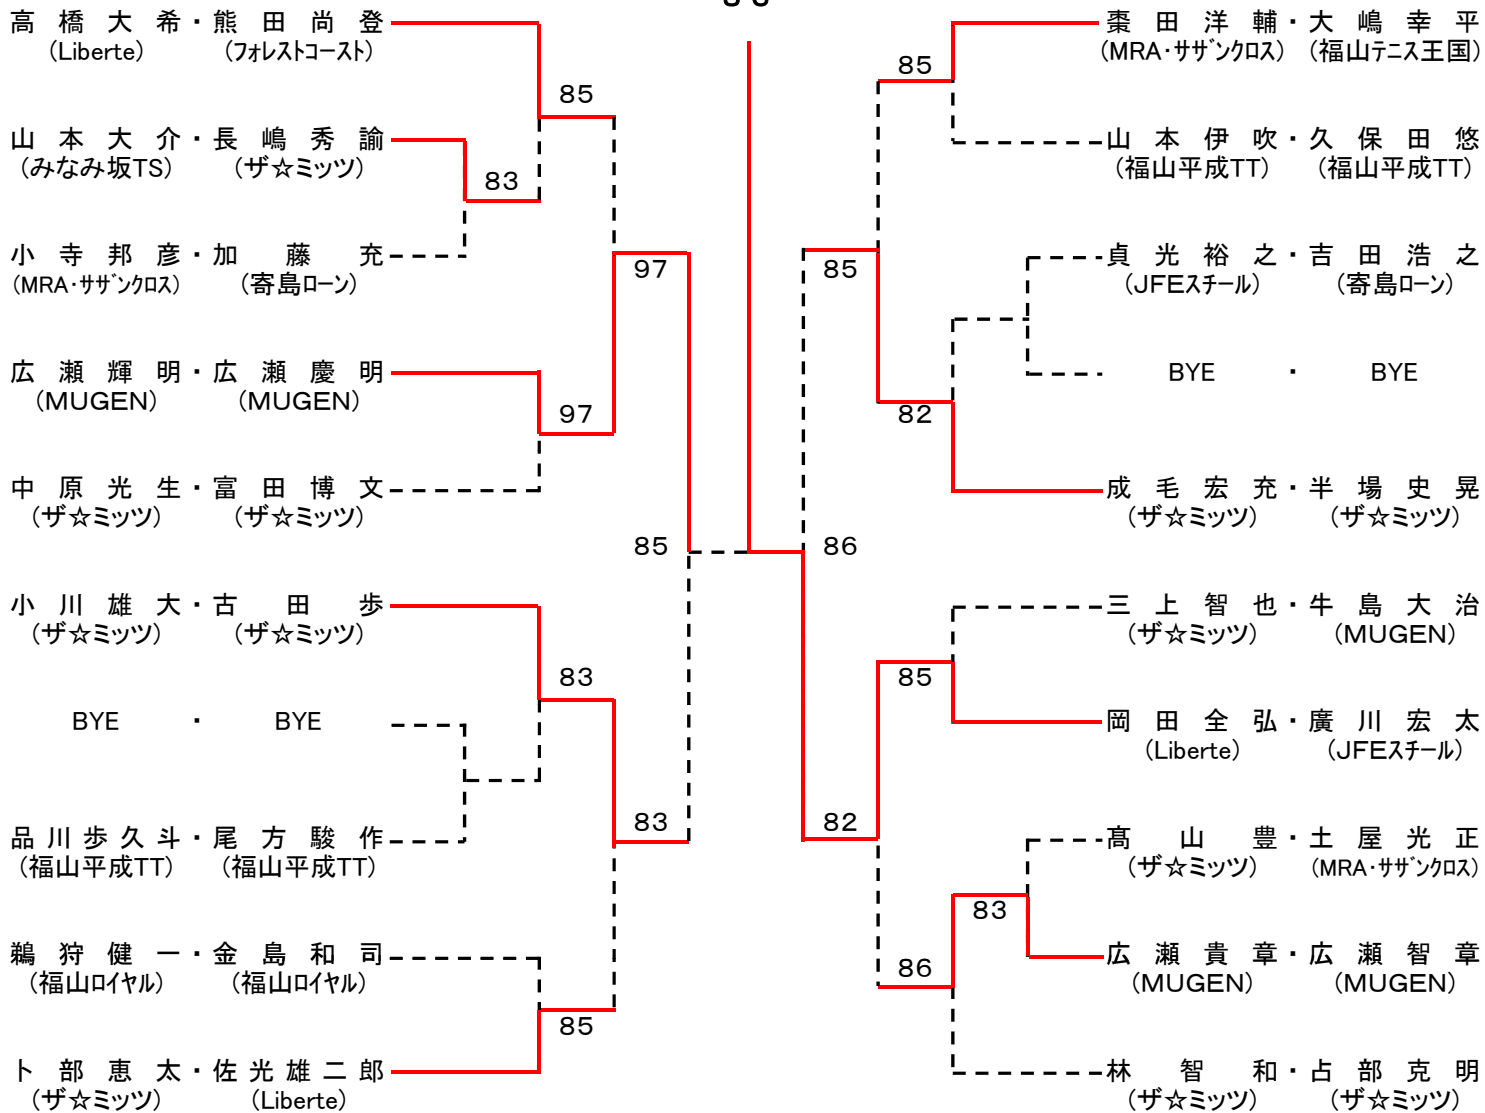 高橋大希・熊田尚登
(Liberte) (フォレストコースト)
85
山本大介・長嶋秀諭
(みなみ坂TS) (ザ☆ミッツ)
83
小寺邦彦・加藤充
(MRA・サザンクロス) (寄島ローン)
97
広瀬輝明・広瀬慶明
(MUGEN) (MUGEN)
97
中原光生・富田博文
(ザ☆ミッツ) (ザ☆ミッツ)
85
小川雄大・古田歩
(ザ☆ミッツ) (ザ☆ミッツ)
83
BYE ・ BYE
83
品川歩久斗・尾方駿作
(福山平成TT) (福山平成TT)
鵜狩健一・金島和司
(福山ロイヤル) (福山ロイヤル)
85
卜部恵太・佐光雄二郎
(ザ☆ミッツ) (Liberte)
棗田洋輔・大嶋幸平
(MRA・サザンクロス) (福山テニス王国)
85
山本伊吹・久保田悠
(福山平成TT) (福山平成TT)
85
貞光裕之・吉田浩之
(JFEスチール) (寄島ローン)
BYE ・ BYE
82
成毛宏充・半場史晃
(ザ☆ミッツ) (ザ☆ミッツ)
86
三上智也・牛島大治
(ザ☆ミッツ) (MUGEN)
85
岡田全弘・廣川宏太
(Liberte) (JFEスチール)
82
髙山豊・土屋光正
(ザ☆ミッツ) (MRA・サザンクロス)
83
広瀬貴章・広瀬智章
(MUGEN) (MUGEN)
86
林智和・占部克明
(ザ☆ミッツ) (ザ☆ミッツ)